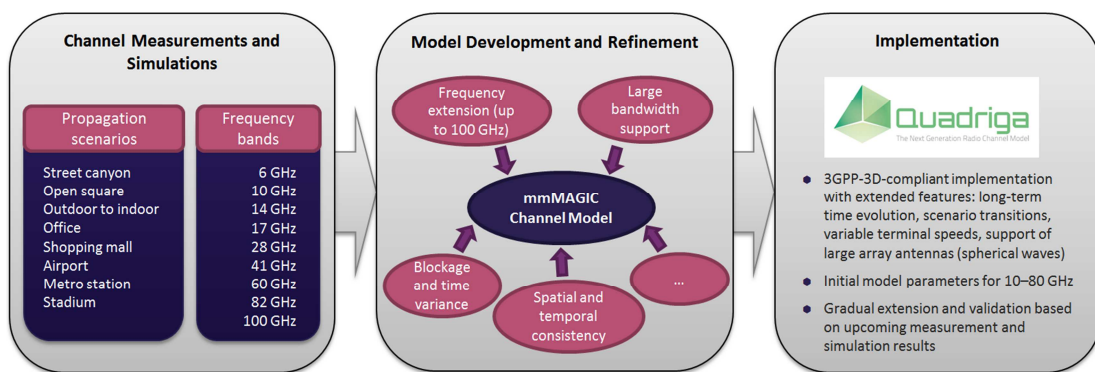 Channel Measurements and
Simulations
Propagation
scenarios
Street canyon
Open square
Outdoor to indoor
Office
Shopping mall
Airport
Metro station
Stadium
Frequency
bands
6 GHz
10 GHz
14 GHz
17 GHz
28 GHz
41 GHz
60 GHz
82 GHz
100 GHz
Model Development and Refinement
Frequency
extension (up
to 100 GHz)
Large
bandwidth
support
mmMAGIC
Channel Model
Blockage
and time
variance
Spatial and
temporal
consistency
...
Implementation
Quadriga
The Next Generation Radio Channel Model
• 3GPP-3D-compliant implementation
with extended features: long-term
time evolution, scenario transitions,
variable terminal speeds, support of
large array antennas (spherical waves)
• Initial model parameters for 10–80 GHz
• Gradual extension and validation based
on upcoming measurement and
simulation results